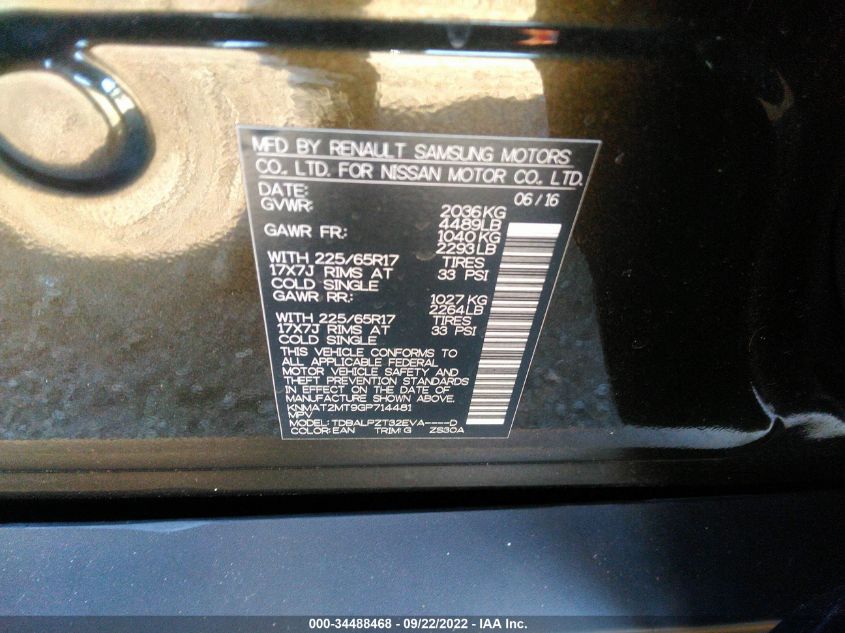 MFD BY RENAULT SAMSUNG MOTORS
CO., LTD. FOR NISSAN MOTOR CO., LTD.
DATE: 06/16
GVWR: 2036KG
4489LB
GAWR FR.: 1040KG
2293LB
WITH 225/65R17 TIRES
17X7J RIMS AT 33 PSI
COLD SINGLE
GAWR RR.: 1027KG
2264LB
WITH 225/65R17 TIRES
17X7J RIMS AT 33 PSI
COLD SINGLE
THIS VEHICLE CONFORMS TO
ALL APPLICABLE FEDERAL
MOTOR VEHICLE SAFETY AND
THEFT PREVENTION STANDARDS
IN EFFECT ON THE DATE OF
MANUFACTURE SHOWN ABOVE.
KNMAT2MT9GP714481
MPV
MODEL: TDBALPZT32EVA----D
COLOR: EAN TRIM: G ZS30A
000-34488468 - 09/22/2022 - IAA Inc.